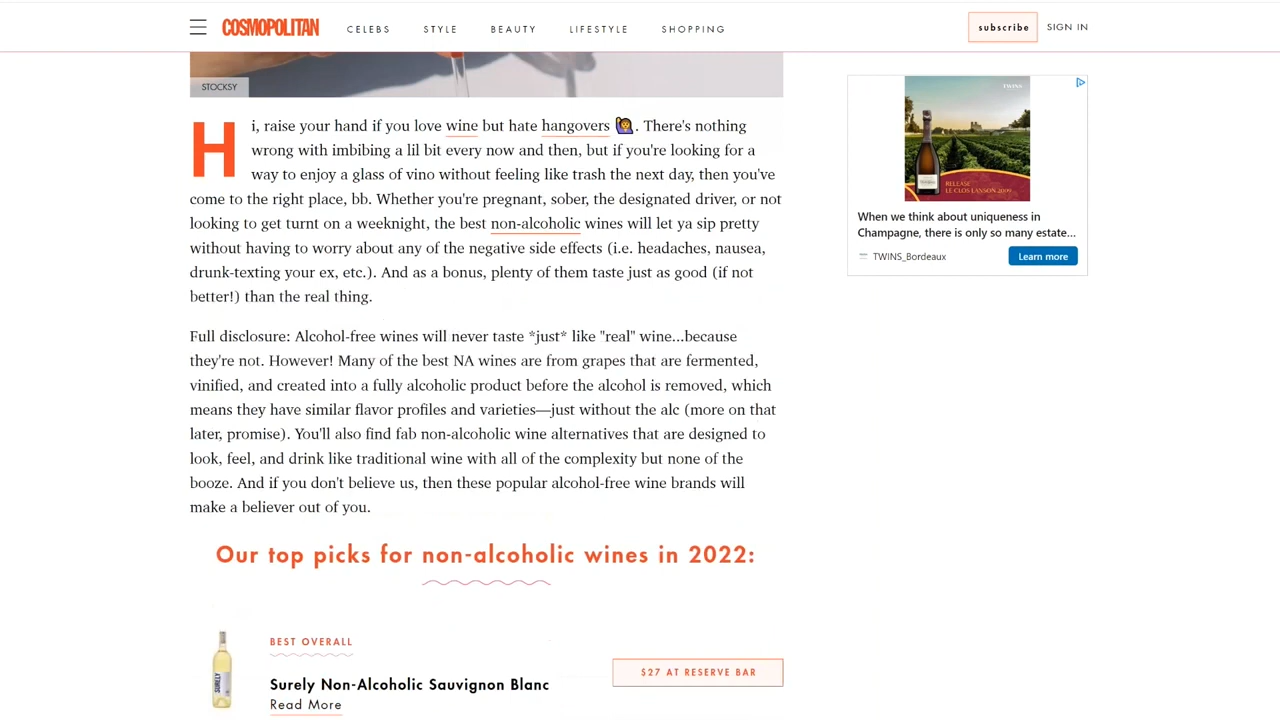 COSMOPOLITAN
CELEBS
STYLE
BEAUTY
LIFESTYLE
SHOPPING
subscribe
SIGN IN
STOCKSY
Hi, raise your hand if you love wine but hate hangovers 🙋. There's nothing
wrong with imbibing a lil bit every now and then, but if you're looking for a
way to enjoy a glass of vino without feeling like trash the next day, then you've
come to the right place, bb. Whether you're pregnant, sober, the designated driver, or not
looking to get turnt on a weeknight, the best non-alcoholic wines will let ya sip pretty
without having to worry about any of the negative side effects (i.e. headaches, nausea,
drunk-texting your ex, etc.). And as a bonus, plenty of them taste just as good (if not
better!) than the real thing.
Full disclosure: Alcohol-free wines will never taste *just* like "real" wine...because
they're not. However! Many of the best NA wines are from grapes that are fermented,
vinified, and created into a fully alcoholic product before the alcohol is removed, which
means they have similar flavor profiles and varieties—just without the alc (more on that
later, promise). You'll also find fab non-alcoholic wine alternatives that are designed to
look, feel, and drink like traditional wine with all of the complexity but none of the
booze. And if you don't believe us, then these popular alcohol-free wine brands will
make a believer out of you.
Our top picks for non-alcoholic wines in 2022:
SURELY
BEST OVERALL
Surely Non-Alcoholic Sauvignon Blanc
Read More
$27 AT RESERVE BAR
TWINS
RELEASE
LE CLOS LANSON 2009
When we think about uniqueness in
Champagne, there is only so many estate...
TWINS_Bordeaux
Learn more